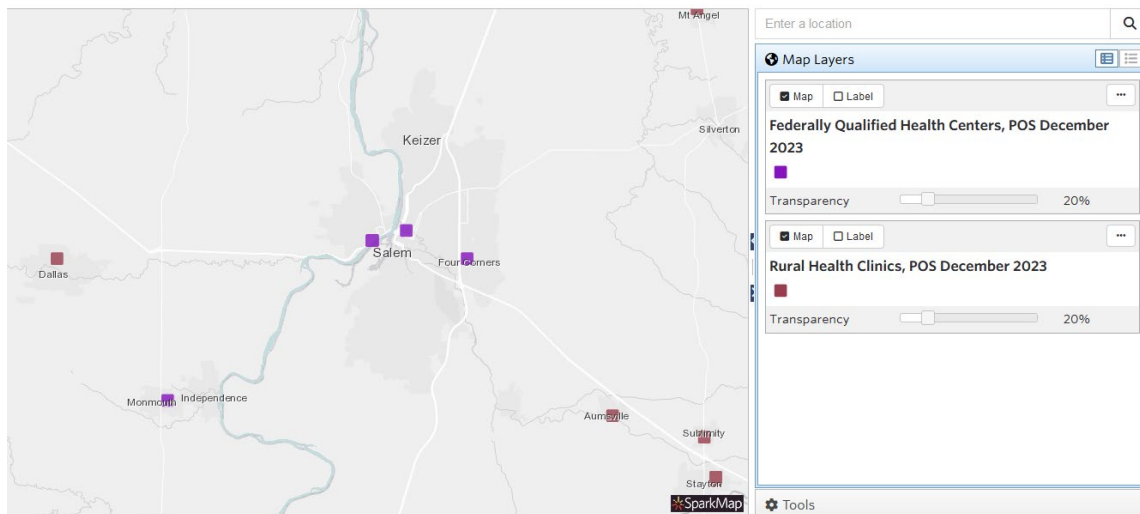 Mt Angel
Keizer
Silverton
Salem
Four Corners
Dallas
Monmouth
Independence
Aumsville
Sublimity
Stayton
SparkMap
Enter a location
Map Layers
Map
Label
Federally Qualified Health Centers, POS December
2023
Transparency
20%
Map
Label
Rural Health Clinics, POS December 2023
Transparency
20%
Tools